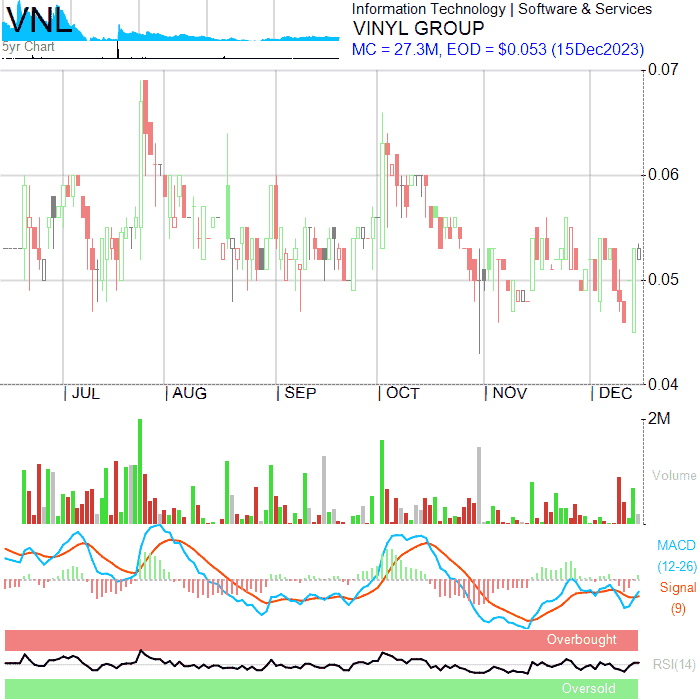 VNL
Information Technology | Software & Services
VINYL GROUP
MC = 27.3M, EOD = $0.053 (15Dec2023)
5yr Chart
0.07
0.06
0.05
0.04
| JUL | AUG | SEP | OCT | NOV | DEC
2M
Volume
MACD
(12-26)
Signal
(9)
Overbought
RSI(14)
Oversold